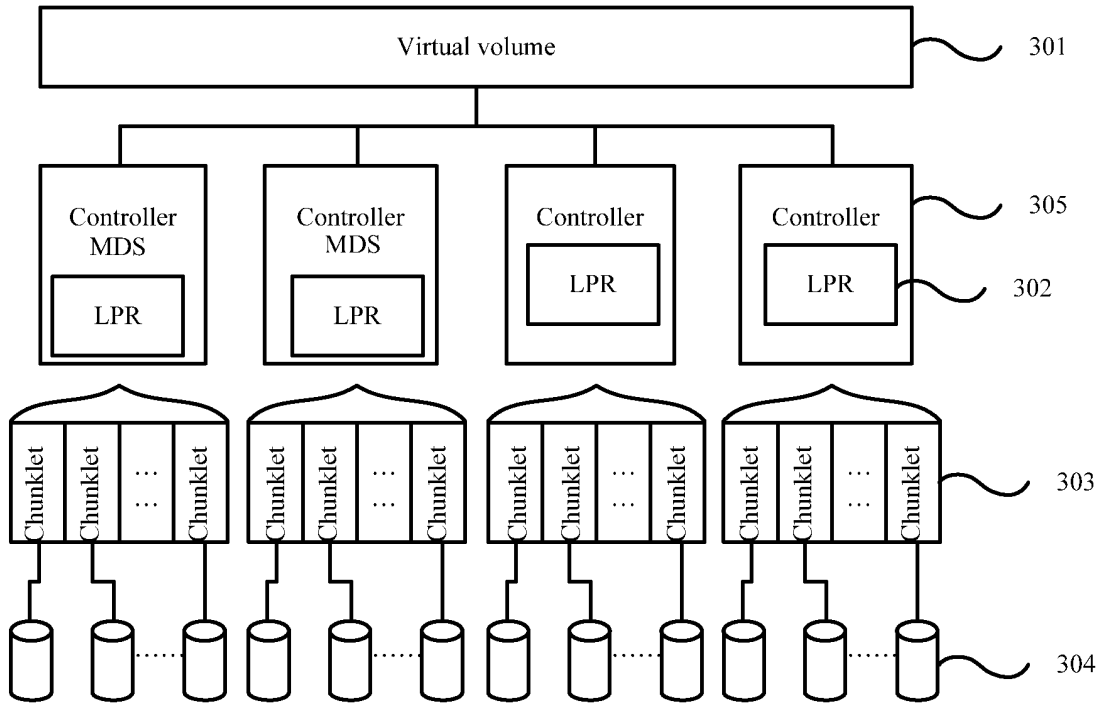 Virtual volume
301
Controller MDS
Controller MDS
Controller
Controller
305
LPR
LPR
LPR
LPR
302
Chunklet Chunklet …… Chunklet
Chunklet Chunklet …… Chunklet
Chunklet Chunklet …… Chunklet
Chunklet Chunklet …… Chunklet
303
304